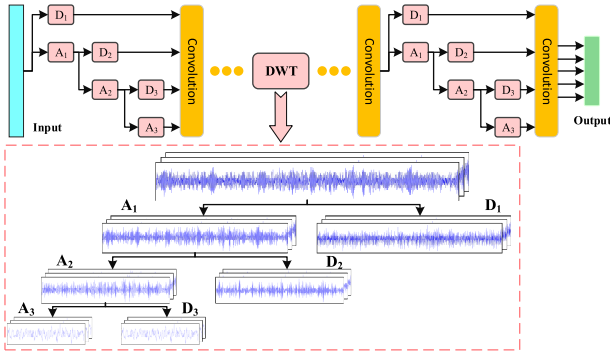 D1
A1
D2
A2
D3
A3
Input
Convolution
DWT
Convolution
D1
A1
D2
A2
D3
A3
Convolution
Output
A1
D1
A2
D2
A3
D3